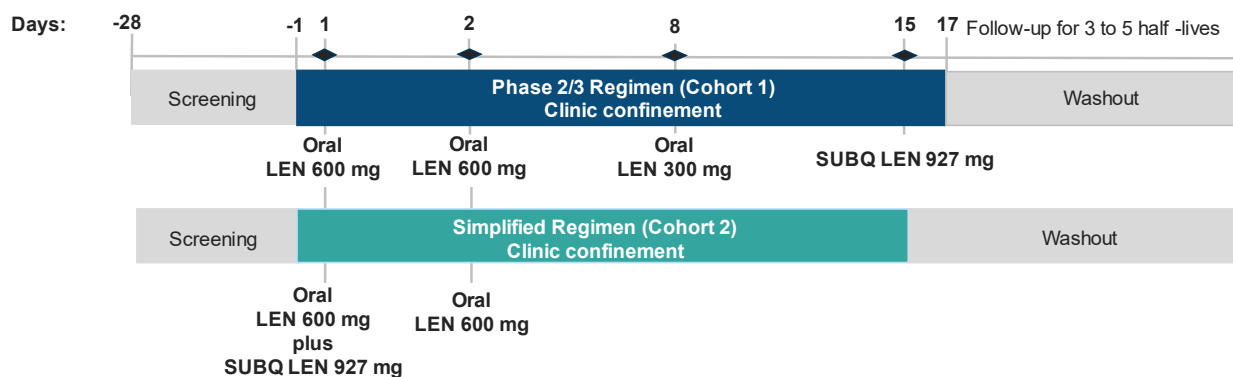 Days: -28 -1 1 2 8 15 17 Follow-up for 3 to 5 half -lives
Screening
Phase 2/3 Regimen (Cohort 1)
Clinic confinement
Washout
Oral
LEN 600 mg
Oral
LEN 600 mg
Oral
LEN 300 mg
SUBQ LEN 927 mg
Screening
Simplified Regimen (Cohort 2)
Clinic confinement
Washout
Oral
LEN 600 mg
plus
SUBQ LEN 927 mg
Oral
LEN 600 mg